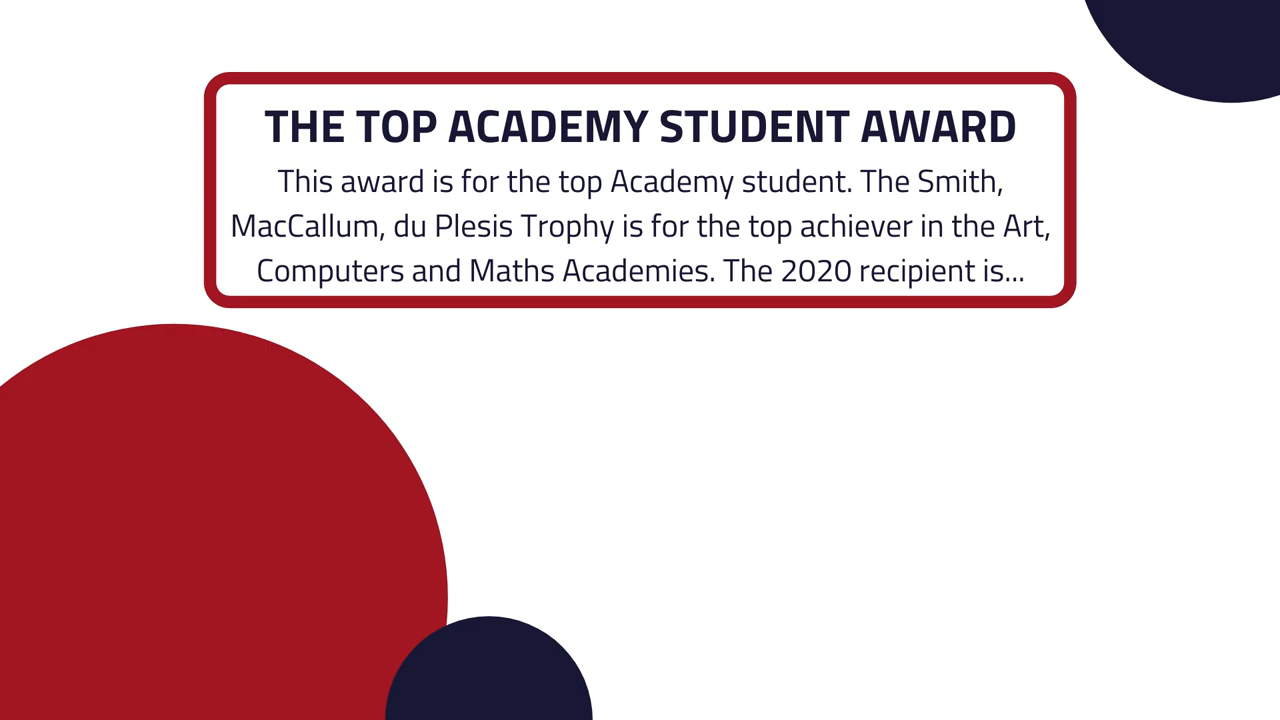 THE TOP ACADEMY STUDENT AWARD
This award is for the top Academy student. The Smith,
MacCallum, du Plesis Trophy is for the top achiever in the Art,
Computers and Maths Academies. The 2020 recipient is...